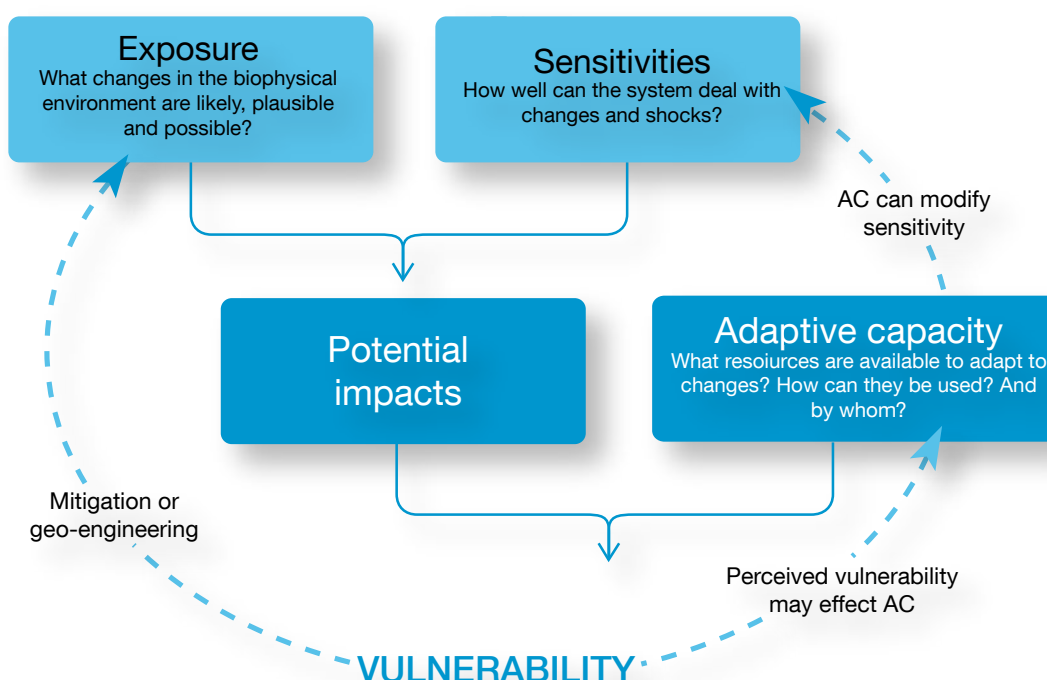 Exposure
What changes in the biophysical
environment are likely, plausible
and possible?
Sensitivities
How well can the system deal with
changes and shocks?
AC can modify
sensitivity
Potential
impacts
Adaptive capacity
What resoiurces are available to adapt to
changes? How can they be used? And
by whom?
Mitigation or
geo-engineering
Perceived vulnerability
may effect AC
VULNERABILITY